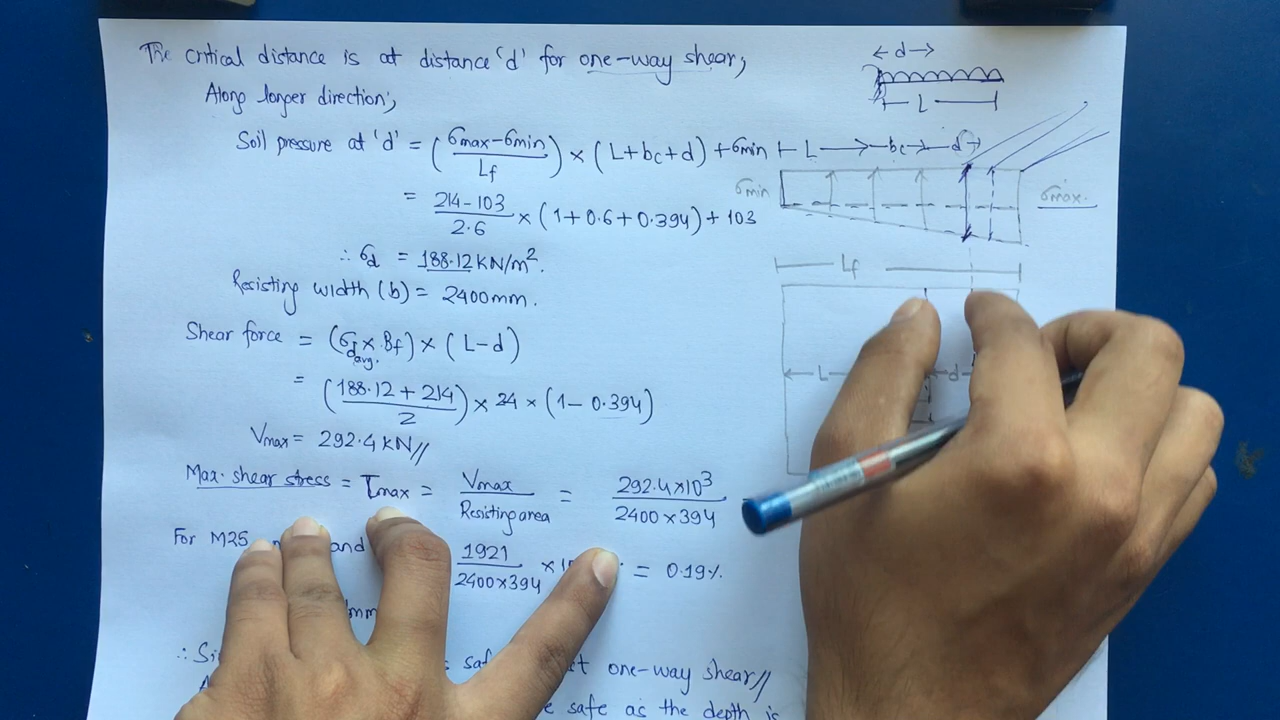 The critical distance is at distance 'd' for one-way shear,
Along longer direction,
Soil pressure at 'd' = (σmax-σmin / Lf) × (L+bc+d) + σmin
= 214-103 / 2.6 × (1+0.6+0.394) + 103
∴ σd = 188.12 KN/m².
Resisting width (b) = 2400mm.
Shear force = (σd avg. × Bf) × (L-d)
= (188.12 + 214 / 2) × 24 × (1-0.394)
Vmax = 292.4 KN//
Max. shear stress = τmax = Vmax / Resisting area = 292.4×10³ / 2400×394
For M25 and 1921 / 2400×394 = 0.19%
one-way shear//
safe as the depth is
← d →
L
L → bc → d
σmin
σmax.
Lf
L
d